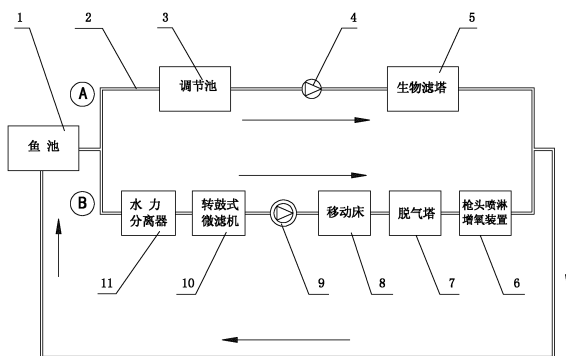 1
2
3
4
5
A
调节池
生物滤塔
鱼 池
B
水 力
分离器
转鼓式
微滤机
移动床
脱气塔
枪头喷淋
增氧装置
11
10
9
8
7
6